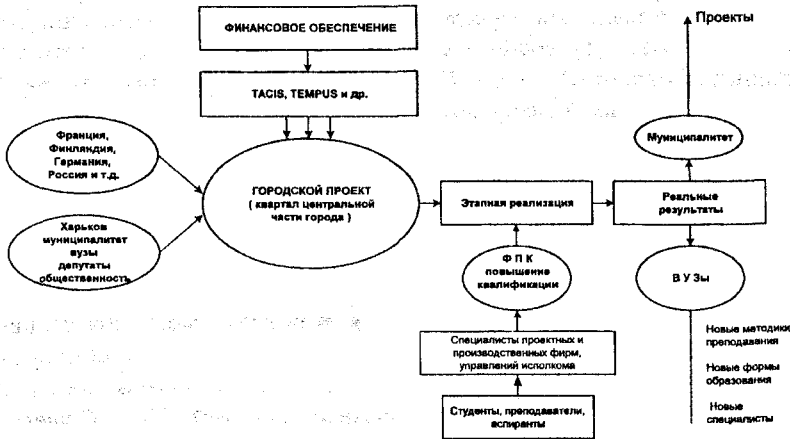 ФИНАНСОВОЕ ОБЕСПЕЧЕНИЕ
TACIS, TEMPUS и др.
Франция,
Финляндия,
Германия,
Россия и т.д.
Харьков
муниципалитет
вузы
депутаты
общественность
ГОРОДСКОЙ ПРОЕКТ
( квартал центральной
части города )
Этапная реализация
Ф П К
повышение
квалификации
Специалисты проектных и
производственных фирм,
управлений исполкома
Студенты, преподаватели,
аспиранты
Проекты
Муниципалитет
Реальные
результаты
В У Зы
Новые методики
преподавания
Новые формы
образования
Новые
специалисты